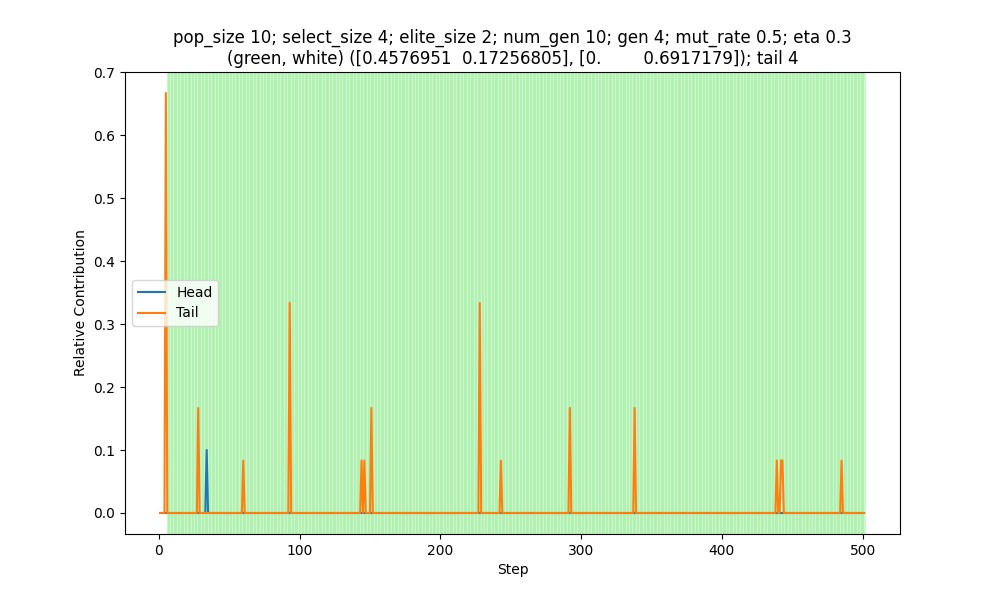 pop_size 10; select_size 4; elite_size 2; num_gen 10; gen 4; mut_rate 0.5; eta 0.3
(green, white) ([0.4576951  0.17256805], [0.         0.6917179]); tail 4
0.7
0.6
0.5
0.4
0.3
0.2
0.1
0.0
Relative Contribution
Head
Tail
0 100 200 300 400 500
Step